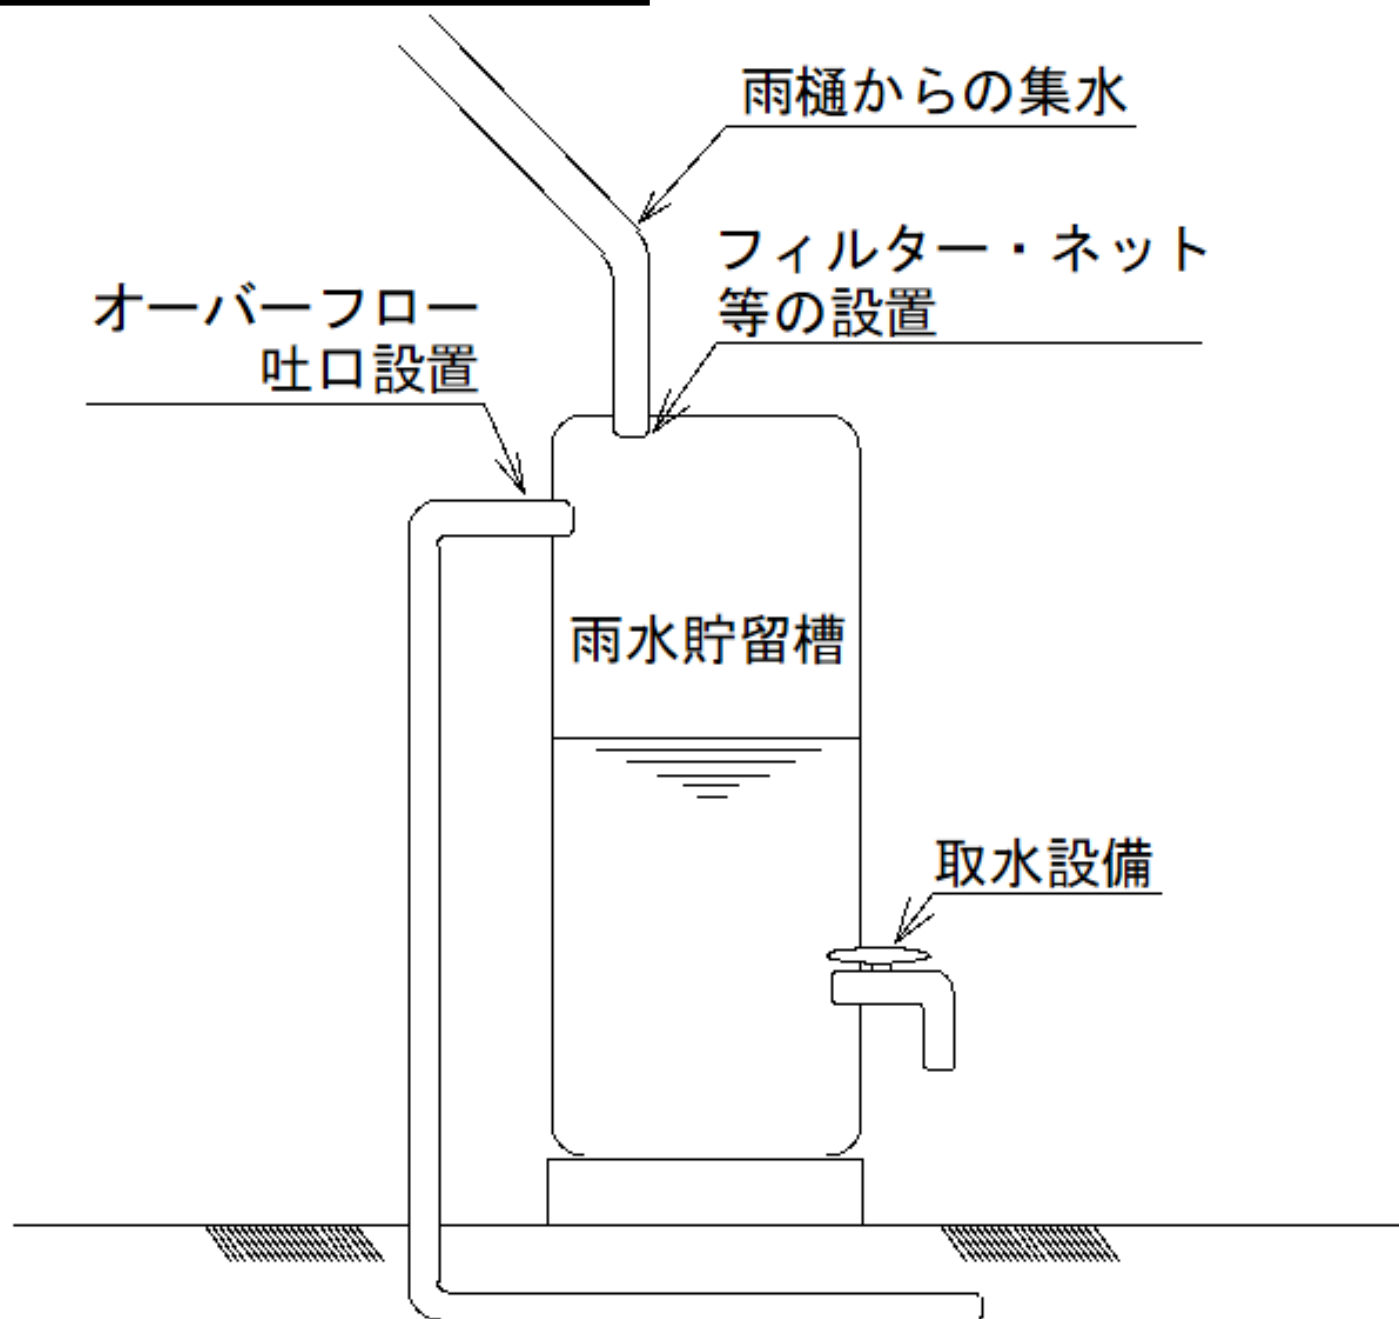 雨樋からの集水
フィルター・ネット
等の設置
オーバーフロー
吐口設置
雨水貯留槽
取水設備